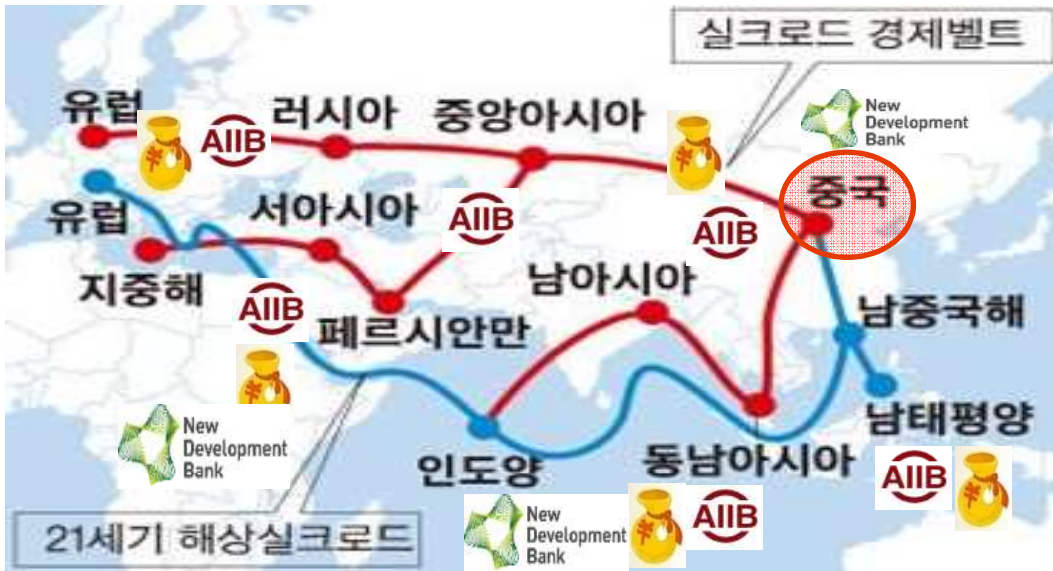 실크로드 경제벨트
유럽
러시아
중앙아시아
AIIB
¥
¥
New
Development
Bank
중국
유럽
서아시아
AIIB
AIIB
지중해
남아시아
AIIB
페르시안만
남중국해
¥
New
Development
Bank
남태평양
인도양
동남아시아
AIIB
¥
New
Development
Bank
¥
AIIB
21세기 해상실크로드